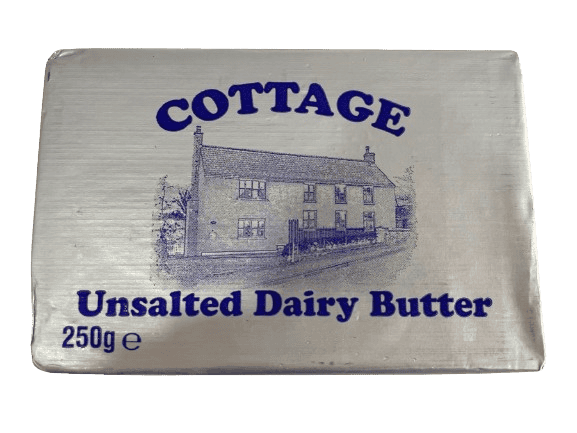 COTTAGE
Unsalted Dairy Butter
250g ℮